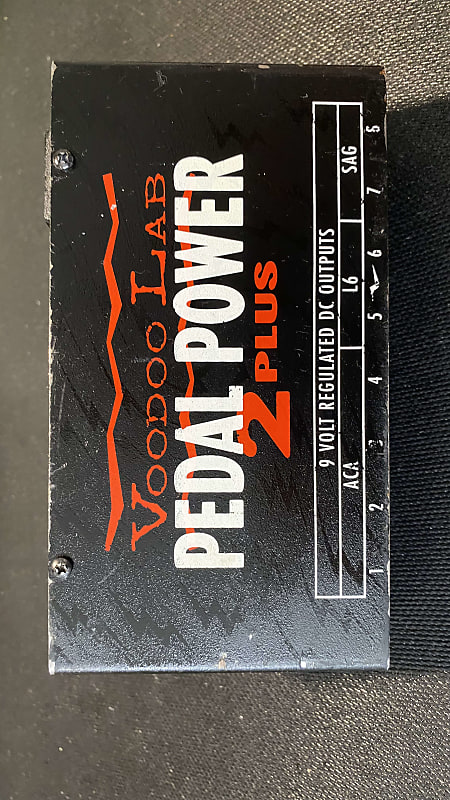 VOODOO LAB
PEDAL POWER
2 PLUS
9 VOLT REGULATED DC OUTPUTS
ACA L6 SAG
1 2 3 4 5 6 7 8